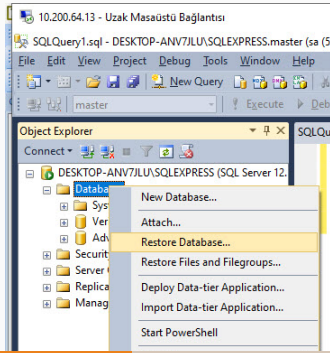 10.200.64.13 - Uzak Masaüstü Bağlantısı
SQLQuery1.sql - DESKTOP-ANV7JLU\SQLEXPRESS.master (sa (5
File Edit View Project Debug Tools Window Help
New Query
master
Execute Deb
Object Explorer
SQLQu
Connect
DESKTOP-ANV7JLU\SQLEXPRESS (SQL Server 12.
Databa
New Database...
Sys
Attach...
Ver
Restore Database...
Adv
Restore Files and Filegroups...
Securit
Server
Deploy Data-tier Application...
Replica
Import Data-tier Application...
Manag
Start PowerShell